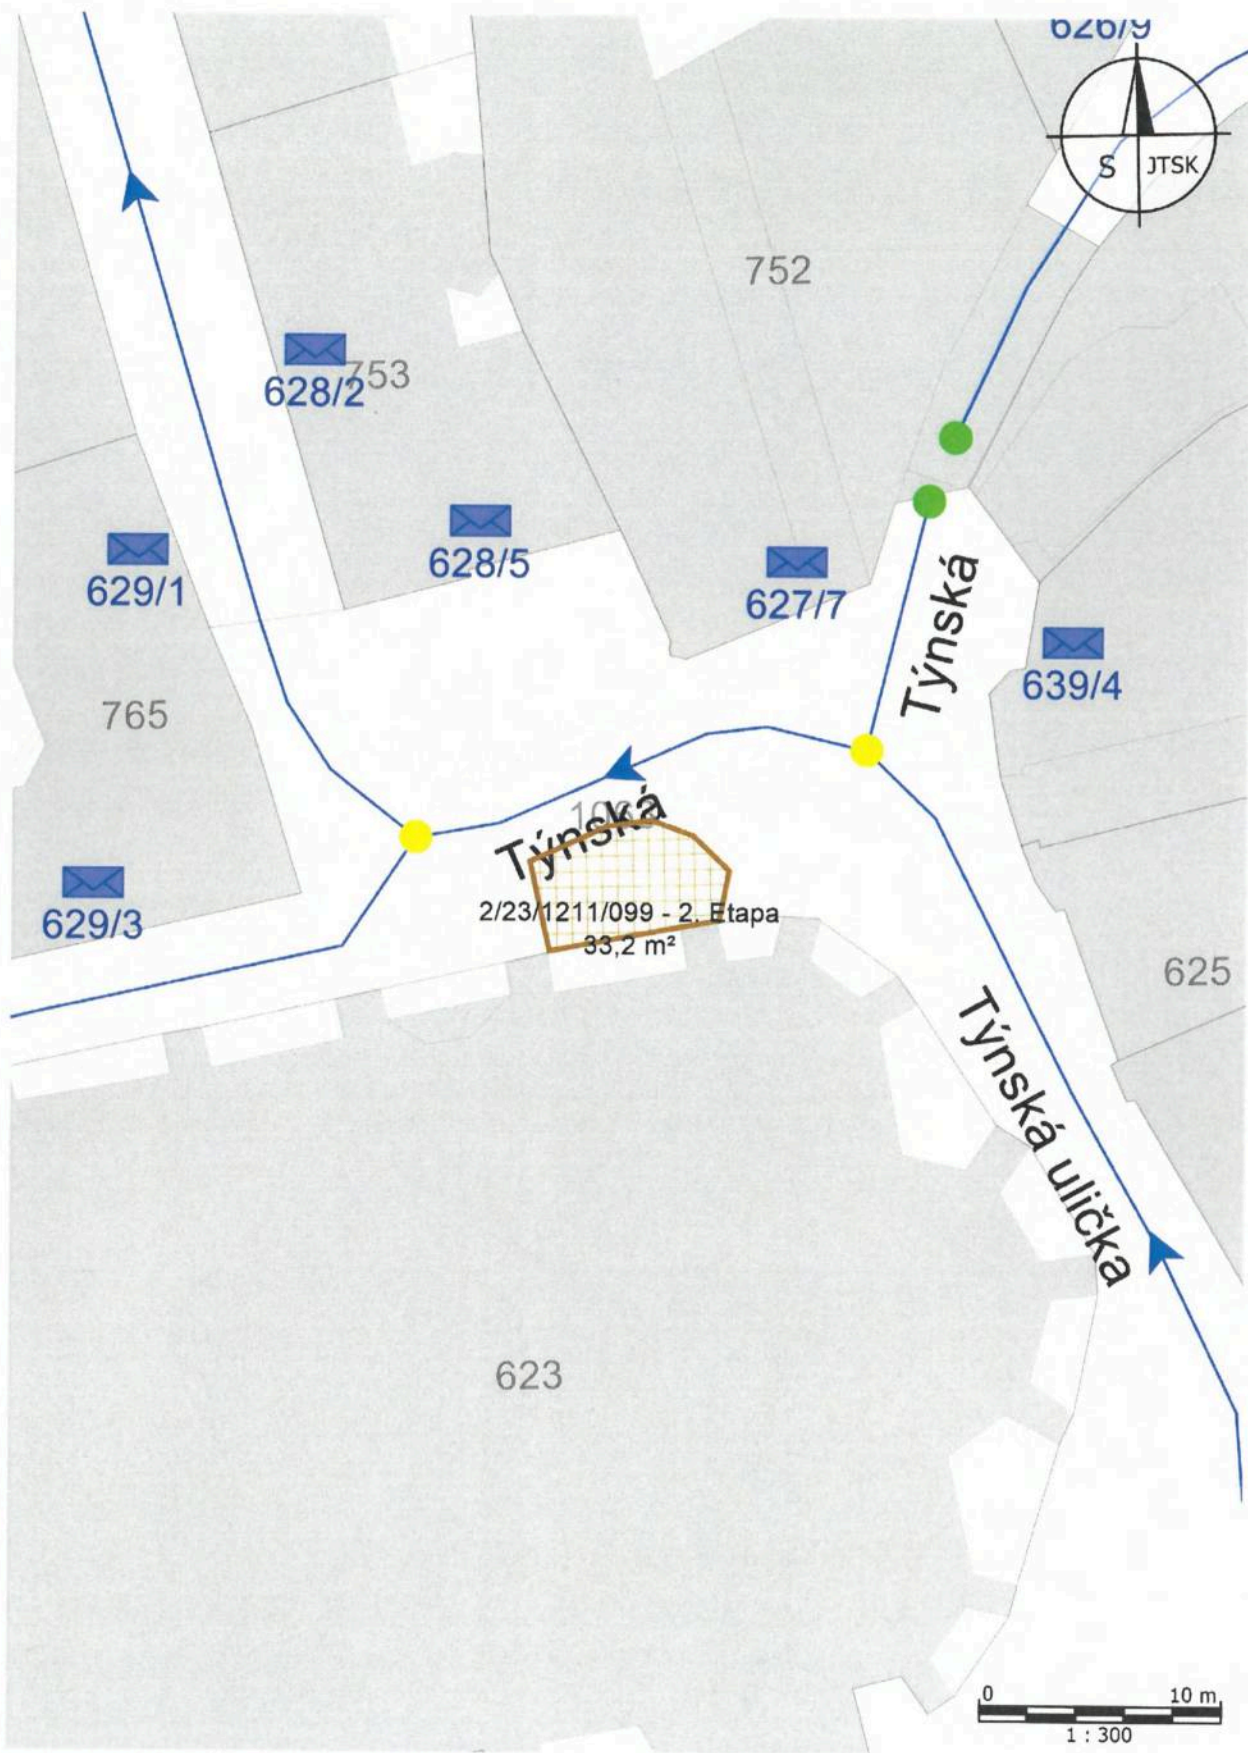 626/9
S JTSK
752
753
628/2
628/5
629/1
627/7
Týnská
639/4
765
Týnská
629/3
2/23/1211/099 - 2. Etapa
33,2 m²
625
Týnská ulička
623
0 10 m
1 : 300